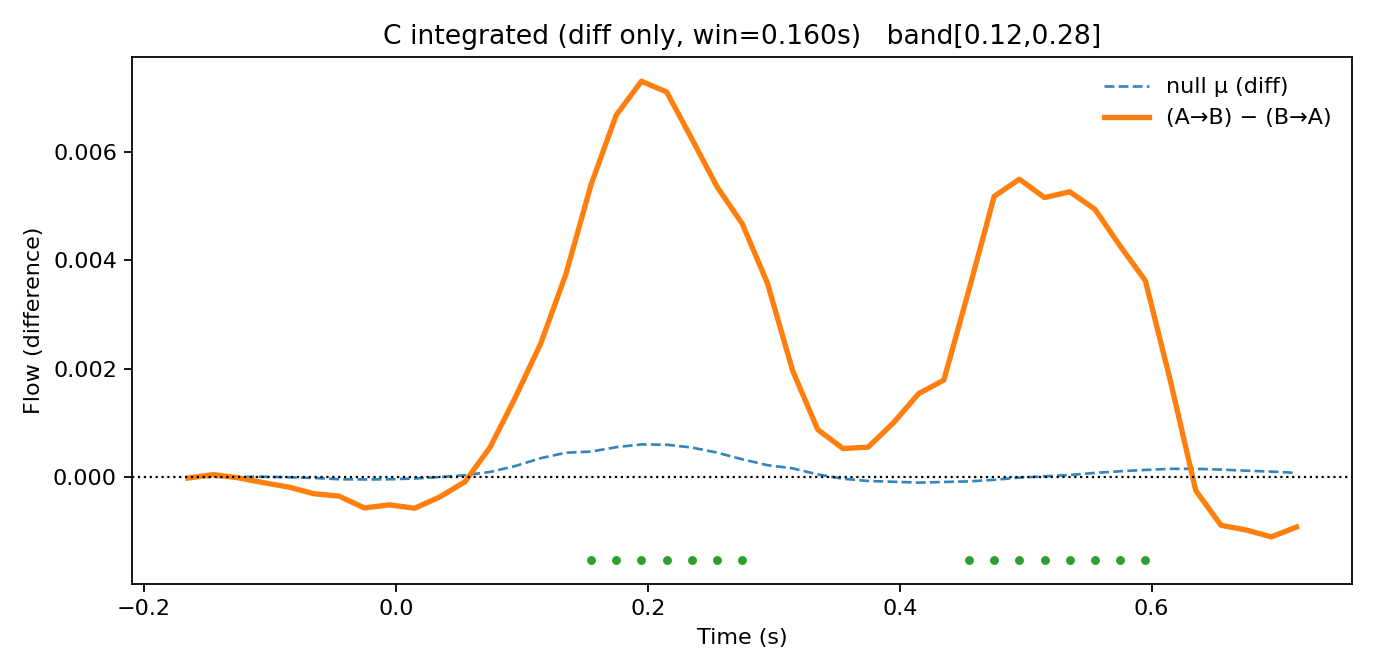 C integrated (diff only, win=0.160s)   band[0.12,0.28]
null μ (diff)
(A→B) − (B→A)
Flow (difference)
0.006
0.004
0.002
0.000
−0.2
0.0
0.2
0.4
0.6
Time (s)